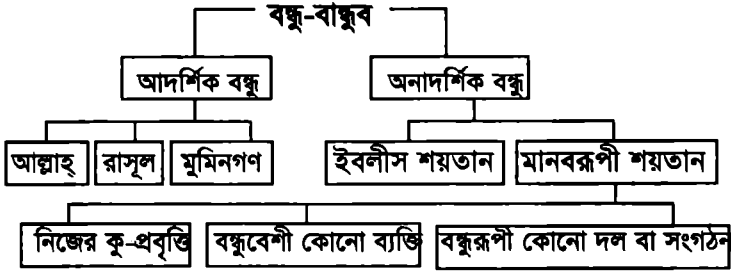 বন্ধু-বান্ধব
আদর্শিক বন্ধু অনাদর্শিক বন্ধু
আল্লাহ্ রাসূল মুমিনগণ ইবলীস শয়তান মানবরূপী শয়তান
নিজের কু-প্রবৃত্তি বন্ধুবেশী কোনো ব্যক্তি বন্ধুরূপী কোনো দল বা সংগঠন